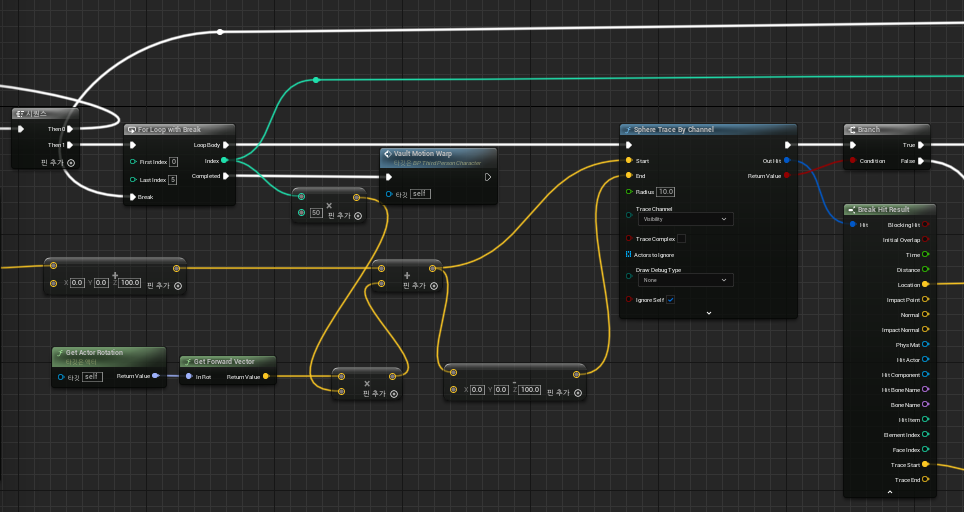 시퀀스
Then 0
Then 1
핀 추가
For Loop with Break
Loop Body
First Index 0
Index
Last Index 5
Completed
Break
Vault Motion Warp
타깃은 BP Third Person Character
타깃 self
×
50
핀 추가
Sphere Trace By Channel
Start
Out Hit
End
Return Value
Radius 10.0
Trace Channel
Visibility
Trace Complex
Actors to Ignore
Draw Debug Type
None
Ignore Self
Branch
True
Condition
False
Break Hit Result
Hit
Blocking Hit
Initial Overlap
Time
Distance
Location
Impact Point
Normal
Impact Normal
Phys Mat
Hit Actor
Hit Component
Hit Bone Name
Bone Name
Hit Item
Element Index
Face Index
Trace Start
Trace End
+
X 0.0 Y 0.0 Z 100.0
핀 추가
+
핀 추가
Get Actor Rotation
타깃은 액터
타깃 self
Return Value
Get Forward Vector
In Rot
Return Value
×
핀 추가
-
X 0.0 Y 0.0 Z 100.0
핀 추가